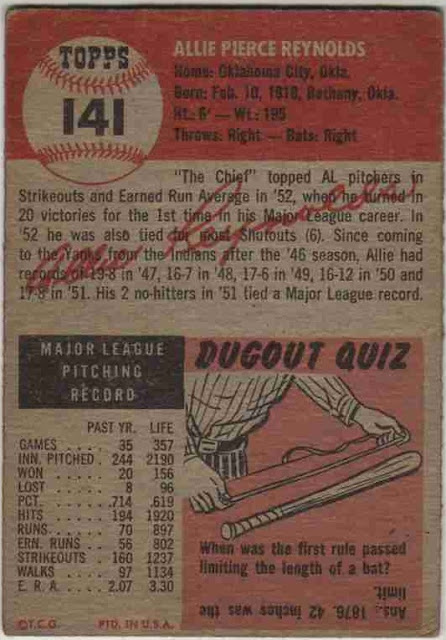 TOPPS
141
ALLIE PIERCE REYNOLDS
Home: Oklahoma City, Okla.
Born: Feb. 10, 1918, Bethany, Okla.
Ht.: 6' — Wt.: 195
Throws: Right — Bats: Right
"The Chief" topped AL pitchers in
Strikeouts and Earned Run Average in '52, when he turned in
20 victories for the 1st time in his Major League career. In
'52 he was also tied for most Shutouts (6). Since coming
to the Yanks from the Indians after the '46 season, Allie had
records of 19-8 in '47, 16-7 in '48, 17-6 in '49, 16-12 in '50 and
17-8 in '51. His 2 no-hitters in '51 tied a Major League record.
Allie Reynolds
MAJOR LEAGUE
PITCHING
RECORD
PAST YR. LIFE
GAMES .... 35 357
INN. PITCHED . 244 2190
WON .... 20 156
LOST .... 8 96
PCT. .... .714 .619
HITS .... 194 1920
RUNS .... 70 897
ERN. RUNS .. 56 802
STRIKEOUTS . 160 1237
WALKS ... 97 1134
E. R. A. ... 2.07 3.30
©T.C.G. PTD. IN U.S.A.
DUGOUT QUIZ
When was the first rule passed
limiting the length of a bat?
Ans.: 1876. 42 inches was the
limit.